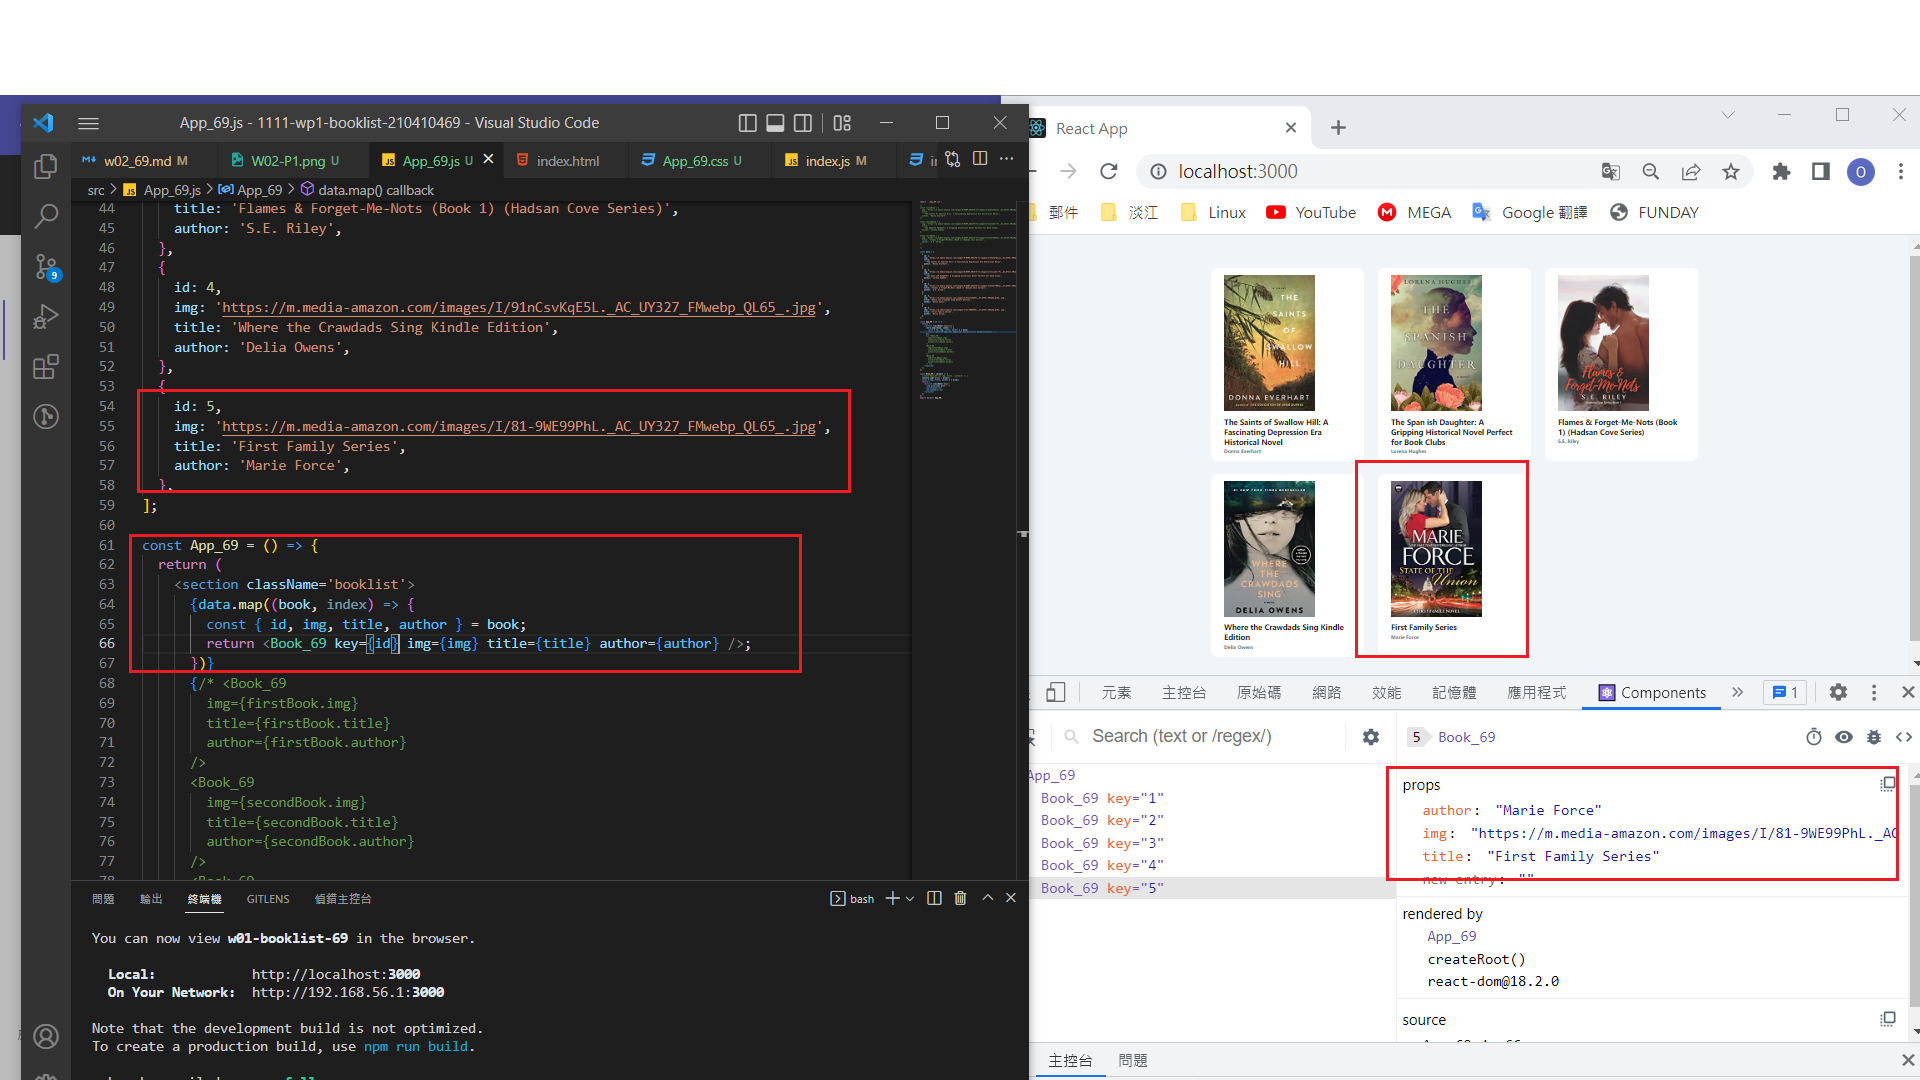 App_69.js - 1111-wp1-booklist-210410469 - Visual Studio Code
w02_69.md M
W02-P1.png U
App_69.js U
index.html
App_69.css U
index.js M
src > App_69.js > App_69 > data.map() callback
44 title: 'Flames & Forget-Me-Nots (Book 1) (Hadsan Cove Series)',
45 author: 'S.E. Riley',
46 },
47 {
48 id: 4,
49 img: 'https://m.media-amazon.com/images/I/91nCsvKqE5L._AC_UY327_FMwebp_QL65_.jpg',
50 title: 'Where the Crawdads Sing Kindle Edition',
51 author: 'Delia Owens',
52 },
53 {
54 id: 5,
55 img: 'https://m.media-amazon.com/images/I/81-9WE99PhL._AC_UY327_FMwebp_QL65_.jpg',
56 title: 'First Family Series',
57 author: 'Marie Force',
58 },
59 ];
60
61 const App_69 = () => {
62 return (
63 <section className='booklist'>
64 {data.map((book, index) => {
65 const { id, img, title, author } = book;
66 return <Book_69 key={id} img={img} title={title} author={author} />;
67 })}
68 {/* <Book_69
69 img={firstBook.img}
70 title={firstBook.title}
71 author={firstBook.author}
72 />
73 <Book_69
74 img={secondBook.img}
75 title={secondBook.title}
76 author={secondBook.author}
77 />
78 <Book_69
9
問題
輸出
終端機
GITLENS
偵錯主控台
bash
You can now view w01-booklist-69 in the browser.
Local: http://localhost:3000
On Your Network: http://192.168.56.1:3000
Note that the development build is not optimized.
To create a production build, use npm run build.
React App
localhost:3000
O
郵件
淡江
Linux
YouTube
MEGA
Google 翻譯
FUNDAY
THE
SAINTS
OF
SWALLOW
HILL
DONNA EVERHART
The Saints of Swallow Hill: A
Fascinating Depression Era
Historical Novel
Donna Everhart
LORENA HUGHES
THE
SPANISH
DAUGHTER
The Span ish Daughter: A
Gripping Historical Novel Perfect
for Book Clubs
Lorena Hughes
Flames &
Forget-Me-Nots
S.E. RILEY
Flames & Forget-Me-Nots (Book
1) (Hadsan Cove Series)
S.E. Riley
WHERE
THE
CRAWDADS
SING
DELIA OWENS
Where the Crawdads Sing Kindle
Edition
Delia Owens
MARIE
FORCE
STATE OF THE
Union
First Family Series
Marie Force
元素
主控台
原始碼
網路
效能
記憶體
應用程式
Components
1
Search (text or /regex/)
5 Book_69
App_69
Book_69 key="1"
Book_69 key="2"
Book_69 key="3"
Book_69 key="4"
Book_69 key="5"
props
author: "Marie Force"
img: "https://m.media-amazon.com/images/I/81-9WE99PhL._AC
title: "First Family Series"
new entry: ""
rendered by
App_69
createRoot()
react-dom@18.2.0
source
主控台
問題